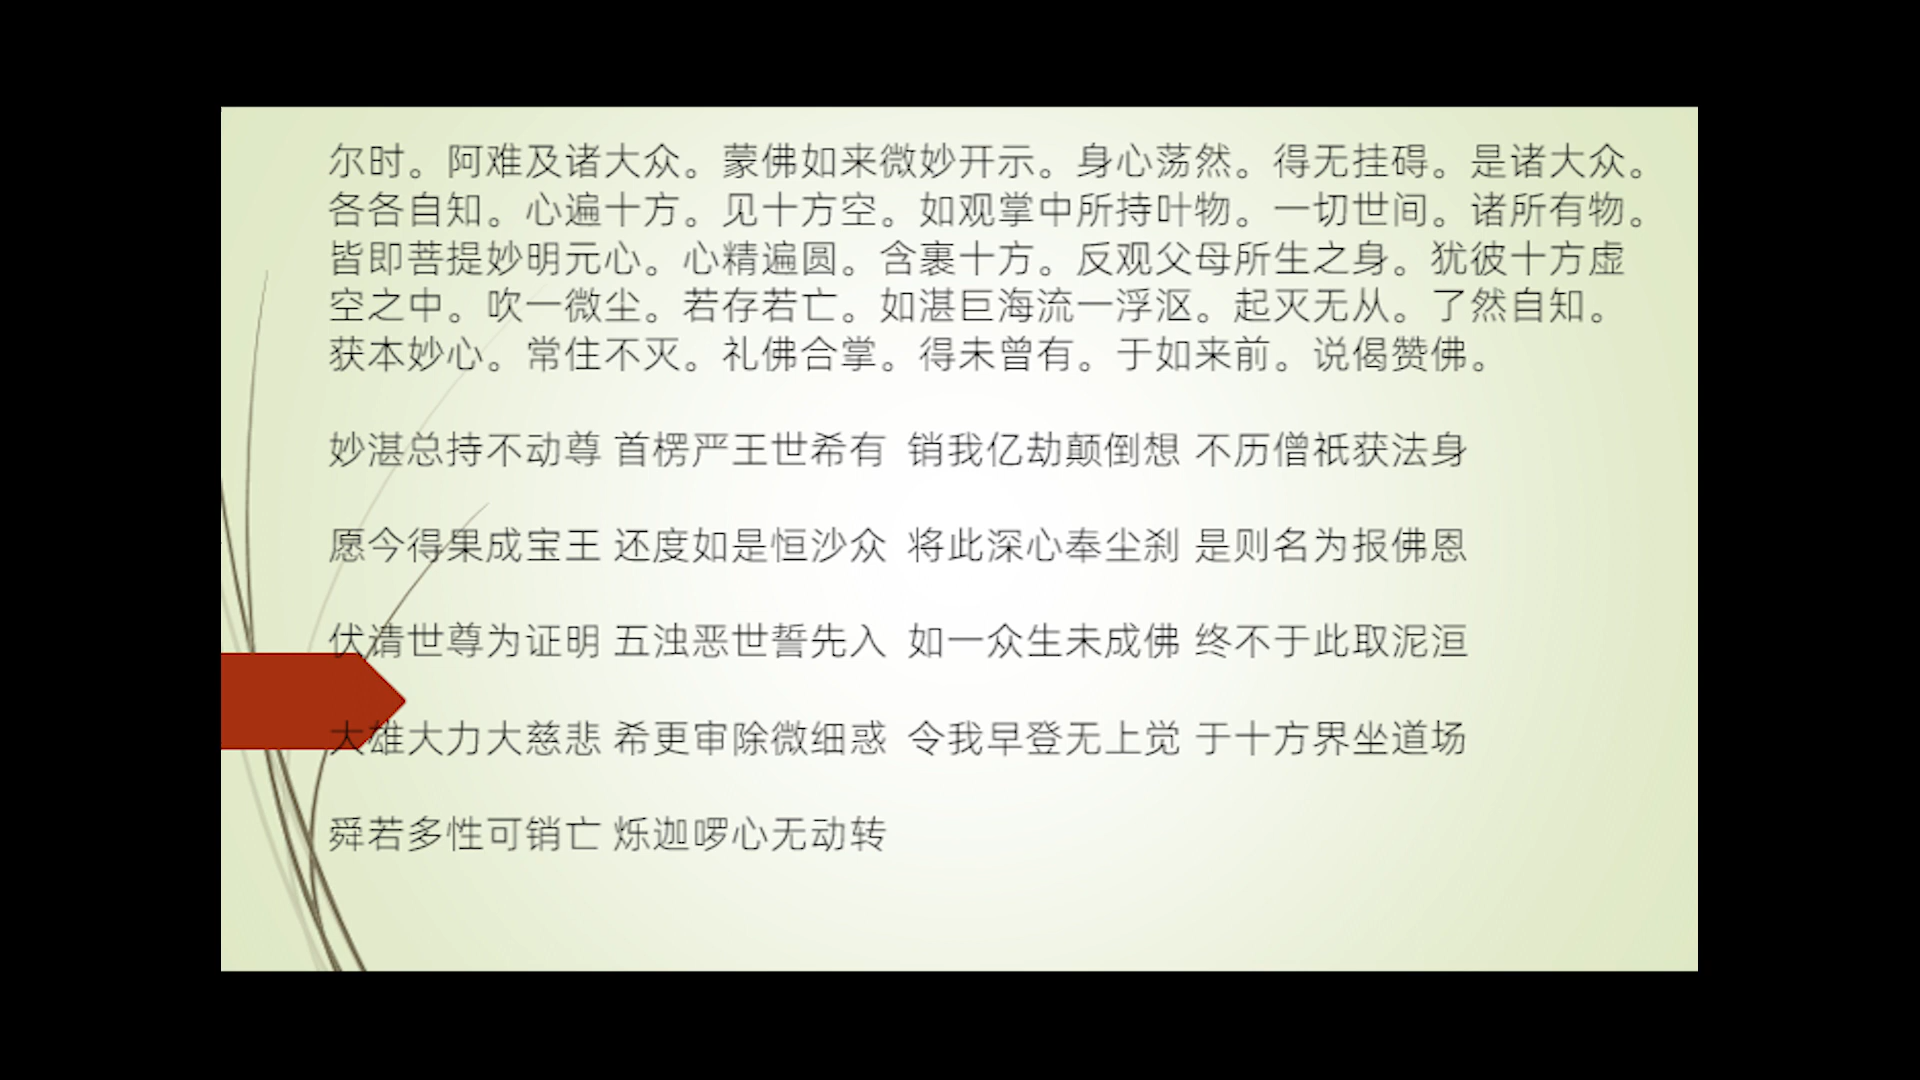 尔时。阿难及诸大众。蒙佛如来微妙开示。身心荡然。得无挂碍。是诸大众。
各各自知。心遍十方。见十方空。如观掌中所持叶物。一切世间。诸所有物。
皆即菩提妙明元心。心精遍圆。含裹十方。反观父母所生之身。犹彼十方虚
空之中。吹一微尘。若存若亡。如湛巨海流一浮沤。起灭无从。了然自知。
获本妙心。常住不灭。礼佛合掌。得未曾有。于如来前。说偈赞佛。
妙湛总持不动尊 首楞严王世希有 销我亿劫颠倒想 不历僧祇获法身
愿今得果成宝王 还度如是恒沙众 将此深心奉尘刹 是则名为报佛恩
伏请世尊为证明 五浊恶世誓先入 如一众生未成佛 终不于此取泥洹
大雄大力大慈悲 希更审除微细惑 令我早登无上觉 于十方界坐道场
舜若多性可销亡 烁迦啰心无动转